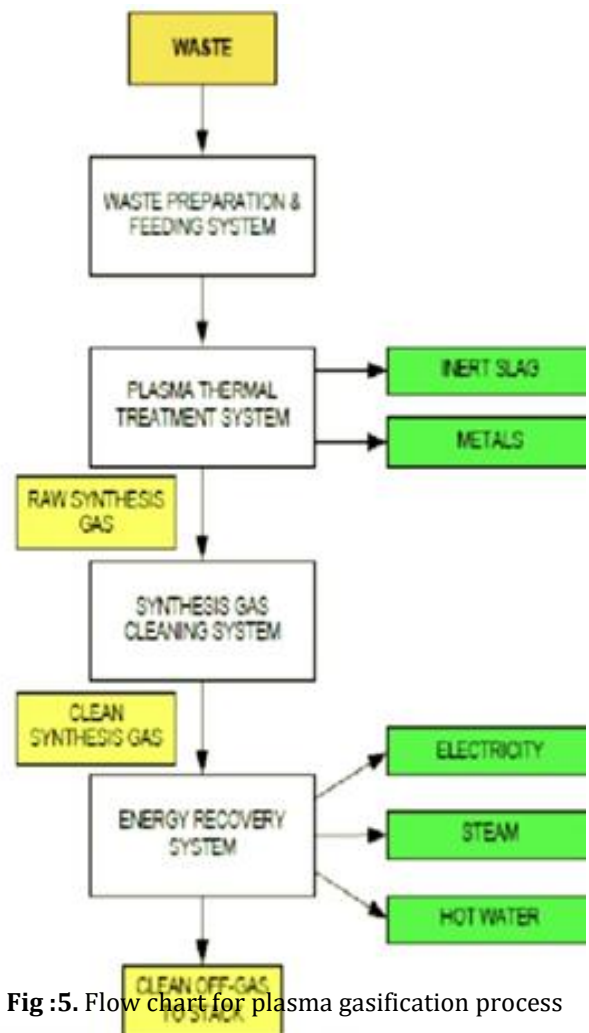 WASTE
WASTE PREPARATION &
FEEDING SYSTEM
PLASMA THERMAL
TREATMENT SYSTEM
INERT SLAG
METALS
RAW SYNTHESIS
GAS
SYNTHESIS GAS
CLEANING SYSTEM
CLEAN
SYNTHESIS GAS
ENERGY RECOVERY
SYSTEM
ELECTRICITY
STEAM
HOT WATER
CLEAN OFF-GAS
TO STACK
Fig :5. Flow chart for plasma gasification process